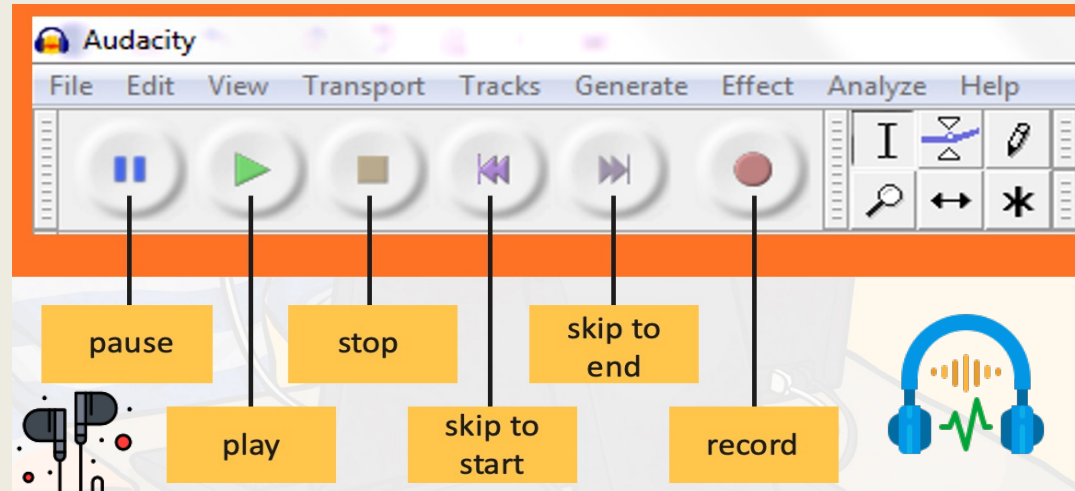 Audacity
File Edit View Transport Tracks Generate Effect Analyze Help
pause
stop
skip to
end
play
skip to
start
record